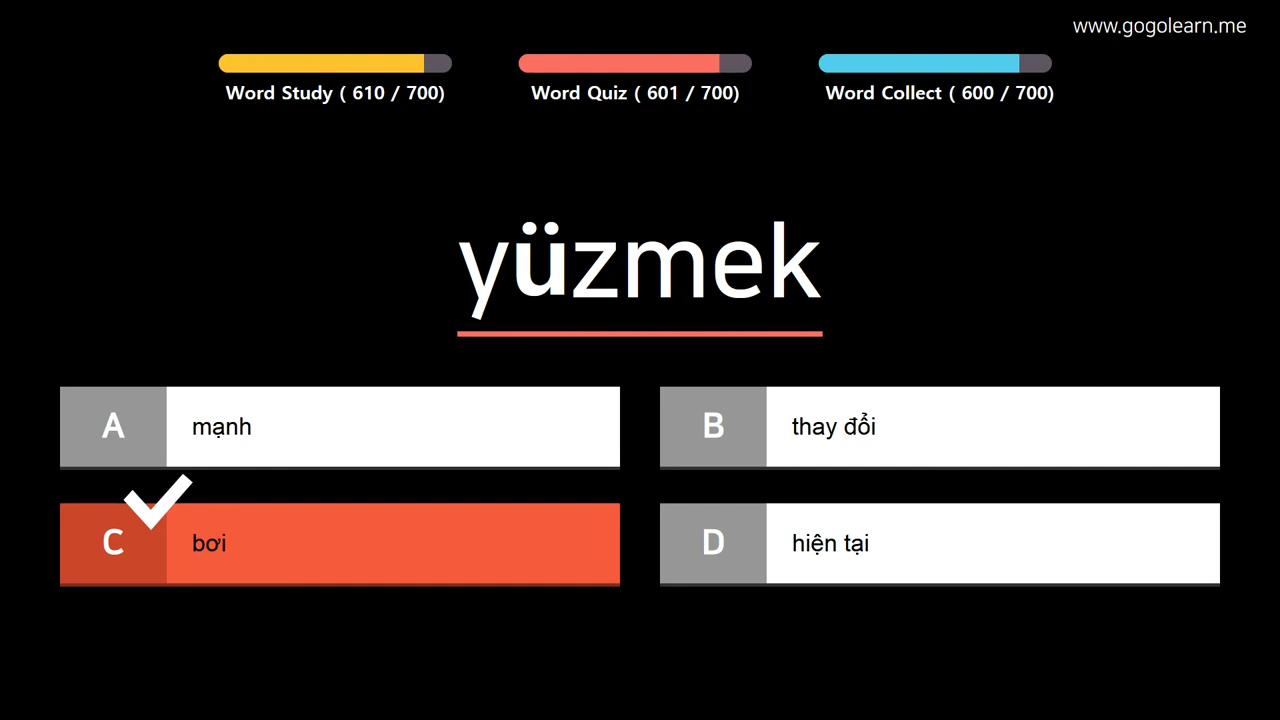 www.gogolearn.me
Word Study ( 610 / 700)
Word Quiz ( 601 / 700)
Word Collect ( 600 / 700)
yüzmek
A mạnh
B thay đổi
C bơi
D hiện tại